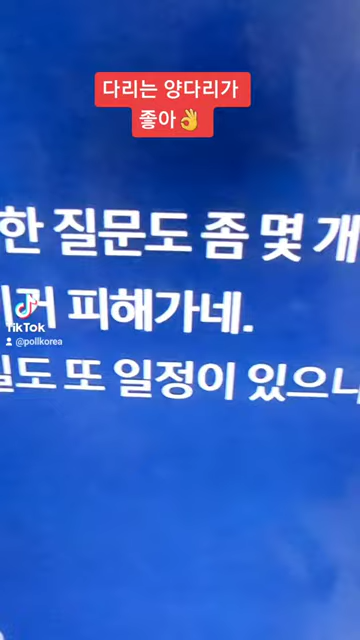 다리는 양다리가
좋아👌
한 질문도 좀 몇 개
피해가네.
또 일정이 있으니
TikTok
@pollkorea